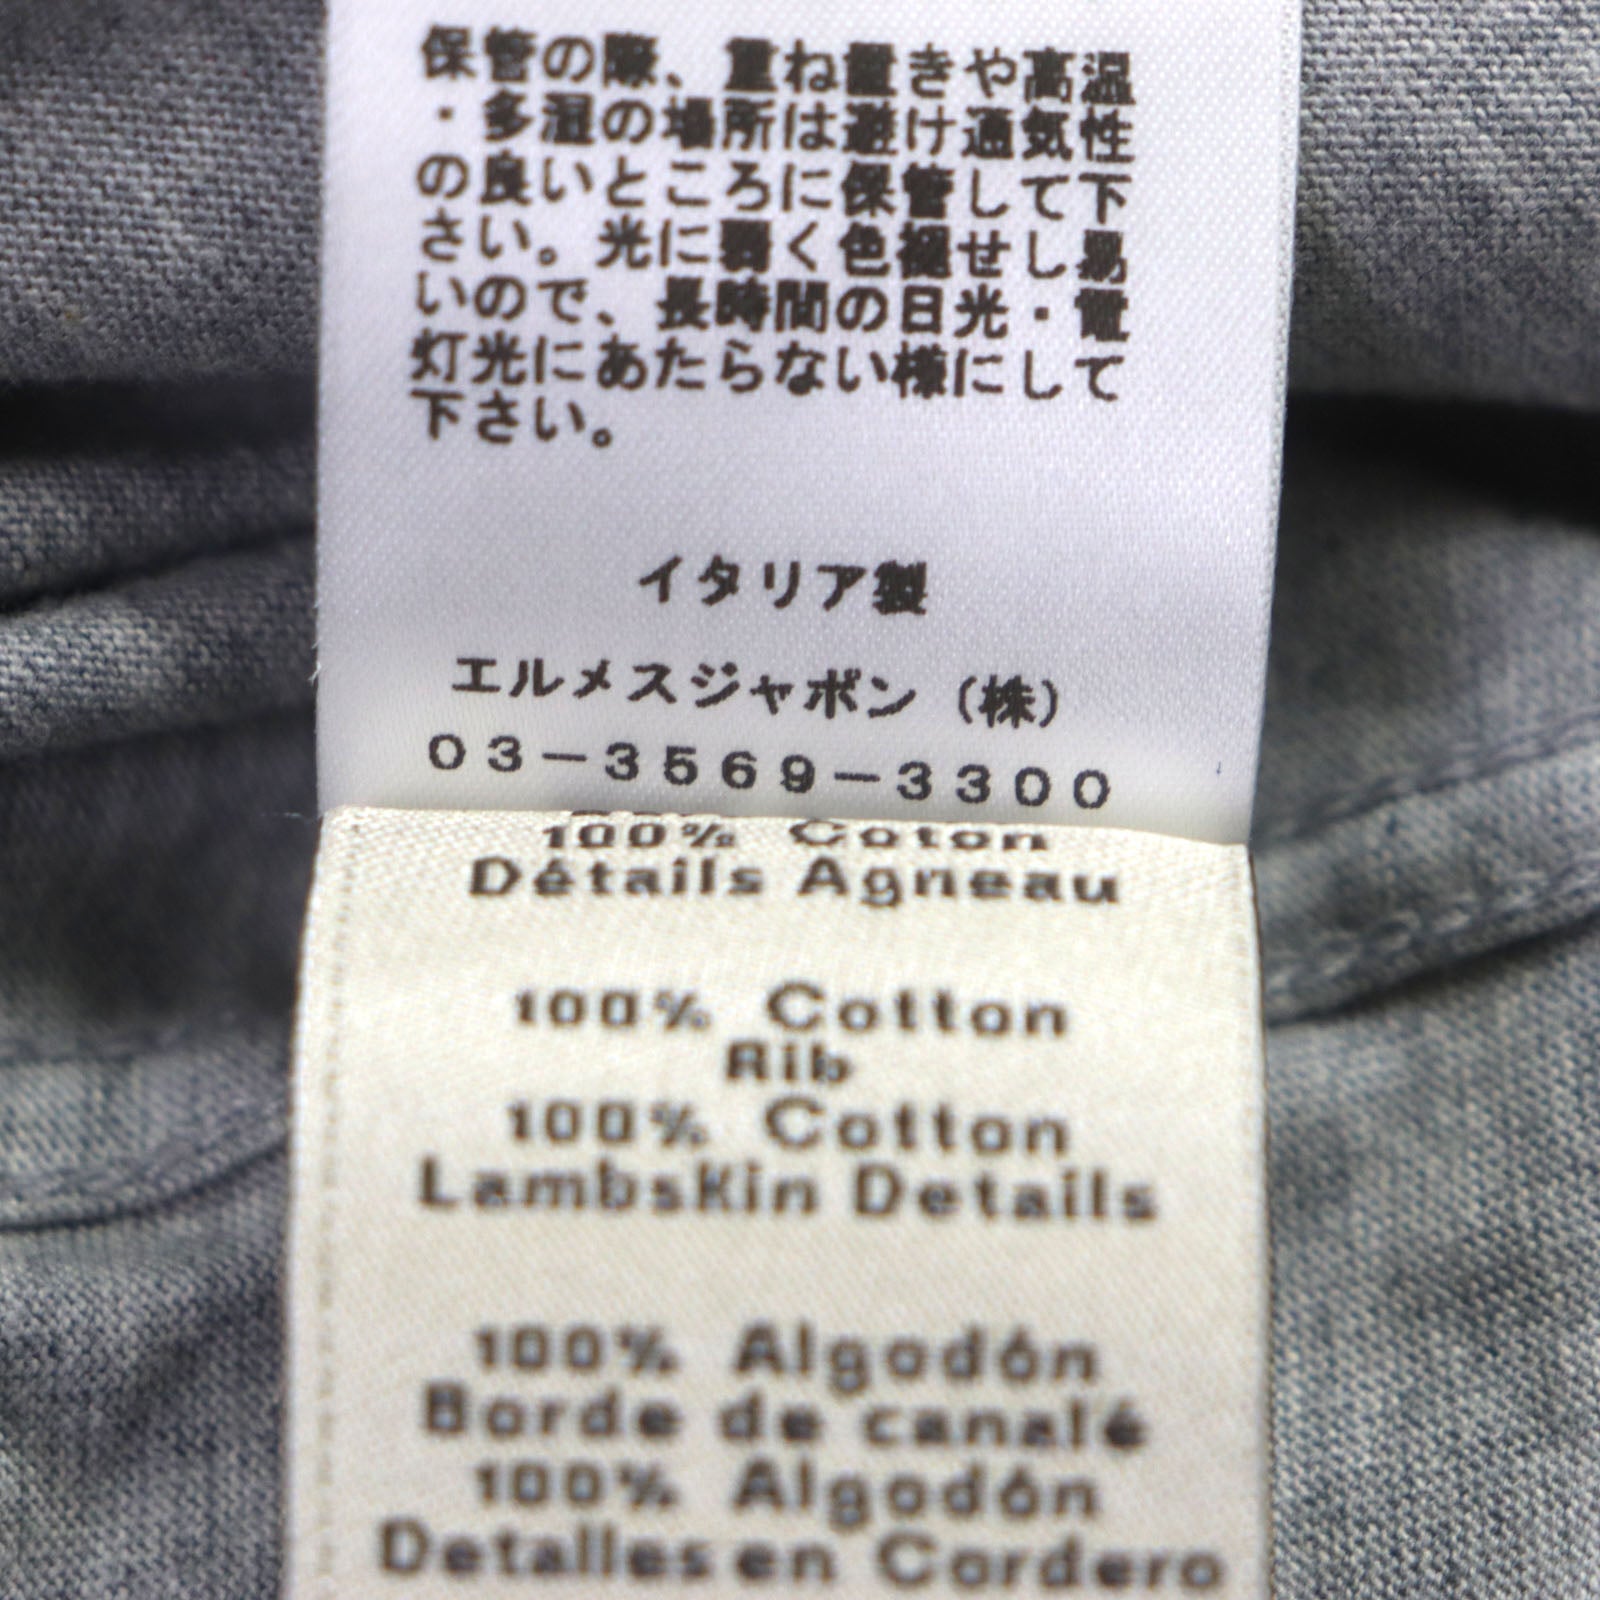 保管の際、重ね置きや高温
・多湿の場所は避け通気性
の良いところに保管して下
さい。光に弱く色褪せし易
いので、長時間の日光・電
灯光にあたらない様にして
下さい。
イタリア製
エルメスジャポン（株）
03-3569-3300
100% Coton
Détails Agneau
100% Cotton
Rib
100% Cotton
Lambskin Details
100% Algodón
Borde de canalé
100% Algodón
Detalles en Cordero